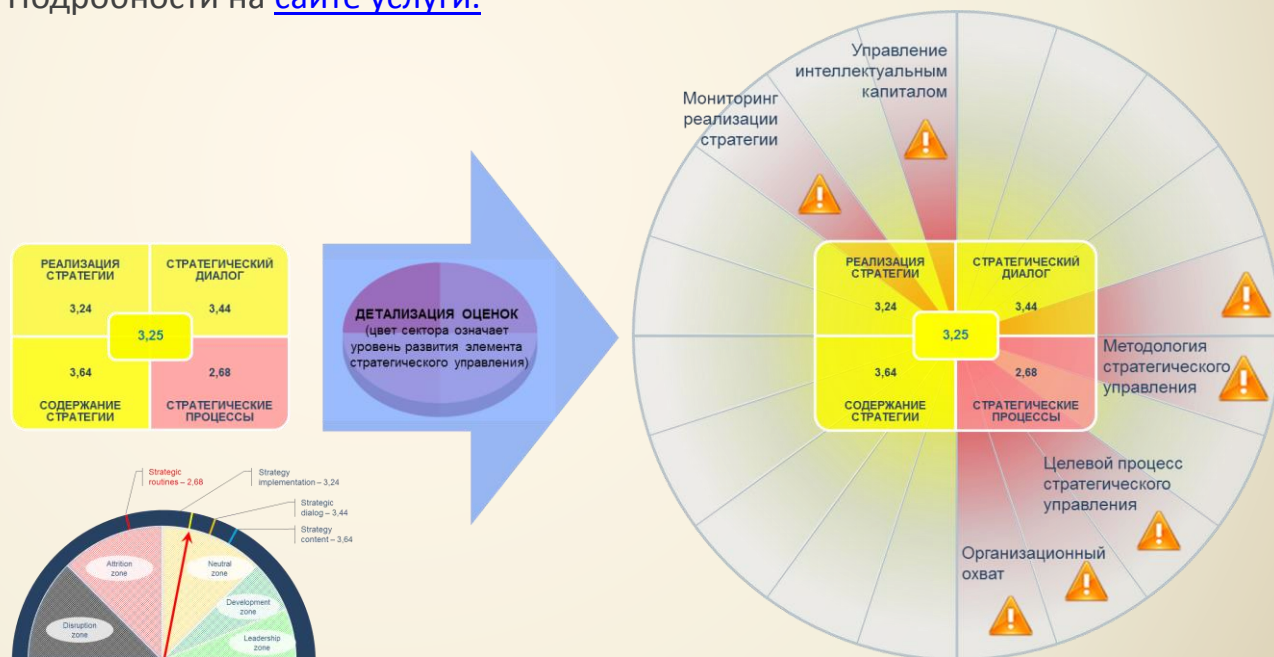 Подробности на сайте услуги.
РЕАЛИЗАЦИЯ
СТРАТЕГИИ
3,24
СТРАТЕГИЧЕСКИЙ
ДИАЛОГ
3,44
3,25
3,64
СОДЕРЖАНИЕ
СТРАТЕГИИ
2,68
СТРАТЕГИЧЕСКИЕ
ПРОЦЕССЫ
ДЕТАЛИЗАЦИЯ ОЦЕНОК
(цвет сектора означает
уровень развития элемента
стратегического управления)
Управление
интеллектуальным
капиталом
Мониторинг
реализации
стратегии
РЕАЛИЗАЦИЯ
СТРАТЕГИИ
3,24
СТРАТЕГИЧЕСКИЙ
ДИАЛОГ
3,44
3,25
3,64
СОДЕРЖАНИЕ
СТРАТЕГИИ
2,68
СТРАТЕГИЧЕСКИЕ
ПРОЦЕССЫ
Методология
стратегического
управления
Целевой процесс
стратегического
управления
Организационный
охват
Strategic
routines – 2,68
Strategy
implementation – 3,24
Strategic
dialog – 3,44
Strategy
content – 3,64
Attrition
zone
Neutral
zone
Development
zone
Disruption
zone
Leadership
zone